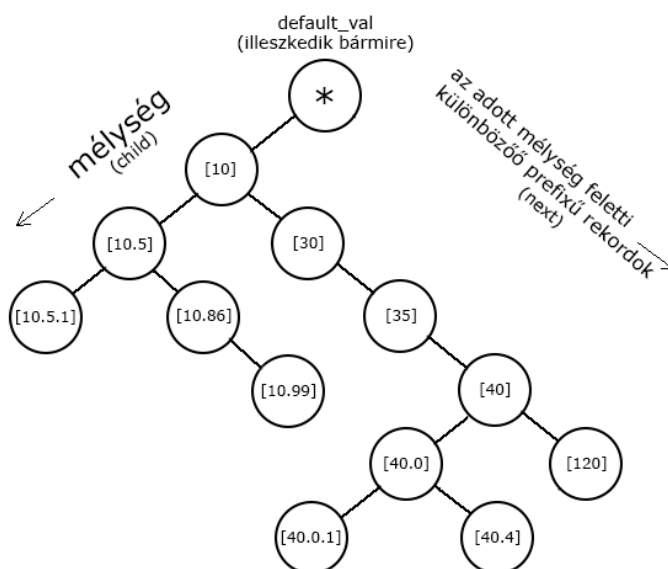 default_val
(illeszkedik bármire)
*
mélység
(child)
az adott mélység feletti
különbözőő prefixű rekordok
(next)
[10]
[10.5]
[30]
[10.5.1]
[10.86]
[35]
[10.99]
[40]
[40.0]
[120]
[40.0.1]
[40.4]